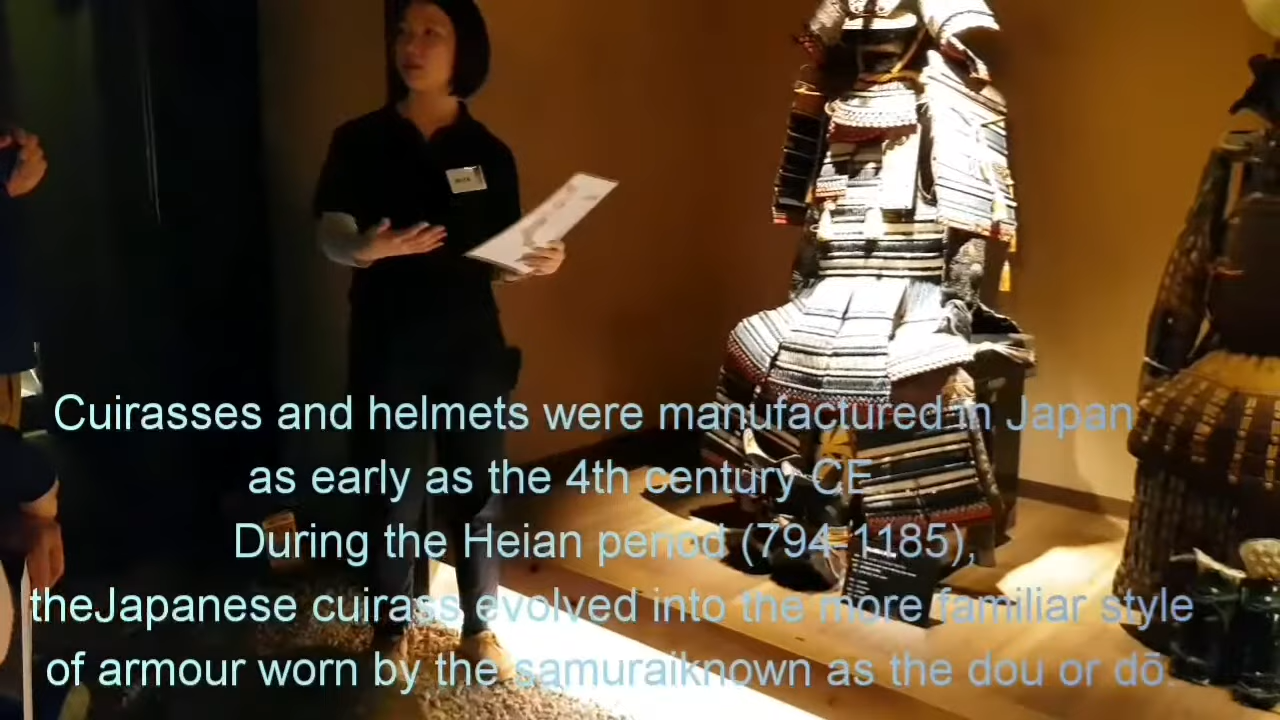 Cuirasses and helmets were manufactured in Japan
as early as the 4th century CE
During the Heian period (794-1185),
theJapanese cuirass evolved into the more familiar style
of armour worn by the samuraiknown as the dou or dō